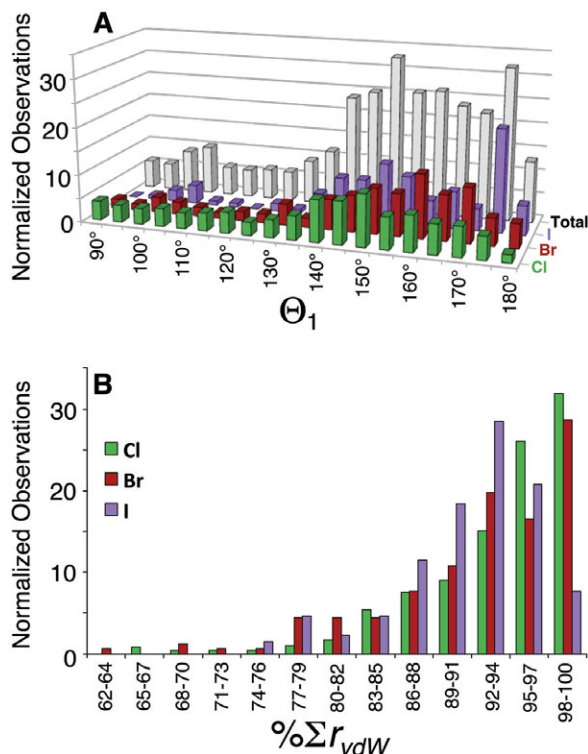 A
Normalized Observations
30
20
10
0
90°
100°
110°
120°
130°
140°
150°
160°
170°
180°
Total
I
Br
Cl
Θ1
B
Normalized Observations
30
20
10
0
Cl
Br
I
62-64
65-67
68-70
71-73
74-76
77-79
80-82
83-85
86-88
89-91
92-94
95-97
98-100
%Σr_vdW